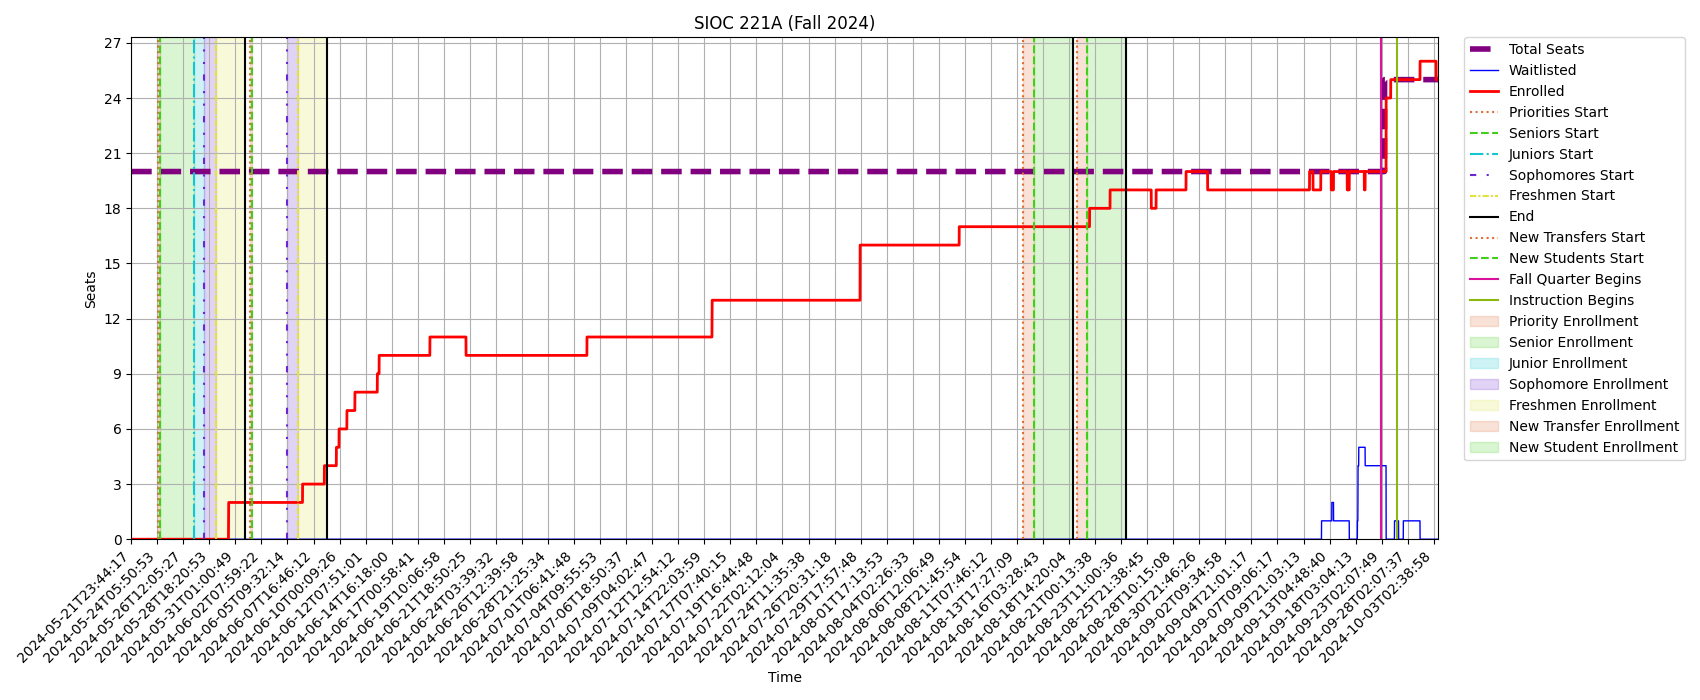 SIOC 221A (Fall 2024)
27
24
21
18
15
12
9
6
3
0
Seats
2024-05-21T23:44:17
2024-05-24T05:50:53
2024-05-26T12:05:27
2024-05-28T18:20:53
2024-05-31T01:00:49
2024-06-02T07:59:22
2024-06-05T09:32:14
2024-06-07T16:46:12
2024-06-10T00:09:26
2024-06-12T07:51:01
2024-06-14T16:18:00
2024-06-17T00:58:41
2024-06-19T10:06:58
2024-06-21T18:50:25
2024-06-24T03:39:32
2024-06-26T12:39:58
2024-06-28T21:25:34
2024-07-01T06:41:48
2024-07-04T09:55:53
2024-07-06T18:50:37
2024-07-09T04:02:47
2024-07-12T12:54:12
2024-07-14T22:03:59
2024-07-17T07:40:15
2024-07-19T16:44:48
2024-07-22T02:12:04
2024-07-24T11:35:38
2024-07-26T20:31:19
2024-07-29T17:57:48
2024-08-01T17:13:53
2024-08-04T02:26:33
2024-08-06T12:06:49
2024-08-08T21:45:54
2024-08-11T07:46:12
2024-08-13T17:27:09
2024-08-16T03:28:43
2024-08-18T14:20:04
2024-08-21T00:13:38
2024-08-23T11:00:36
2024-08-25T21:38:45
2024-08-28T10:15:08
2024-08-30T21:46:26
2024-09-02T09:34:58
2024-09-04T21:01:17
2024-09-07T09:06:17
2024-09-09T21:03:13
2024-09-13T04:48:40
2024-09-18T03:04:13
2024-09-23T02:07:49
2024-09-28T02:07:37
2024-10-03T02:38:58
Time
Total Seats
Waitlisted
Enrolled
Priorities Start
Seniors Start
Juniors Start
Sophomores Start
Freshmen Start
End
New Transfers Start
New Students Start
Fall Quarter Begins
Instruction Begins
Priority Enrollment
Senior Enrollment
Junior Enrollment
Sophomore Enrollment
Freshmen Enrollment
New Transfer Enrollment
New Student Enrollment